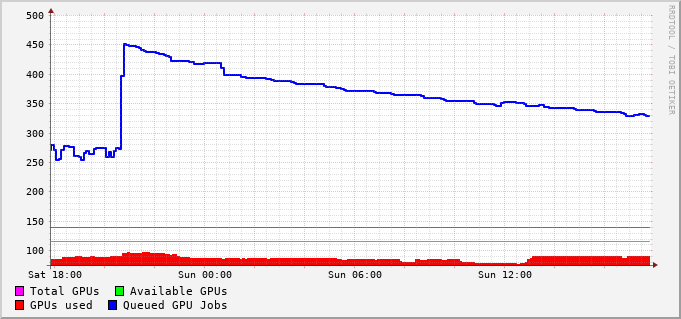 RRDTOOL / TOBI OETIKER
500
450
400
350
300
250
200
150
100
Sat 18:00 Sun 00:00 Sun 06:00 Sun 12:00
Total GPUs Available GPUs
GPUs used Queued GPU Jobs